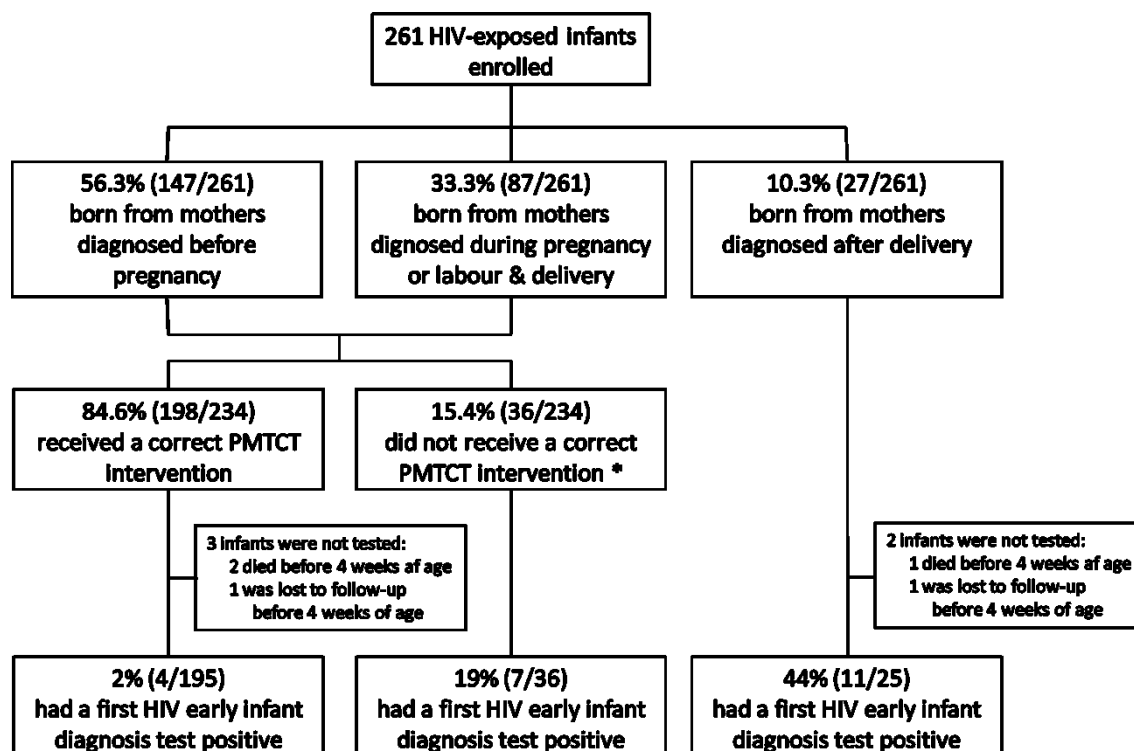 261 HIV-exposed infants
enrolled
56.3% (147/261)
born from mothers
diagnosed before
pregnancy
33.3% (87/261)
born from mothers
dignosed during pregnancy
or labour & delivery
10.3% (27/261)
born from mothers
diagnosed after delivery
84.6% (198/234)
received a correct PMTCT
intervention
15.4% (36/234)
did not receive a correct
PMTCT intervention *
3 infants were not tested:
2 died before 4 weeks af age
1 was lost to follow-up
before 4 weeks of age
2 infants were not tested:
1 died before 4 weeks af age
1 was lost to follow-up
before 4 weeks of age
2% (4/195)
had a first HIV early infant
diagnosis test positive
19% (7/36)
had a first HIV early infant
diagnosis test positive
44% (11/25)
had a first HIV early infant
diagnosis test positive